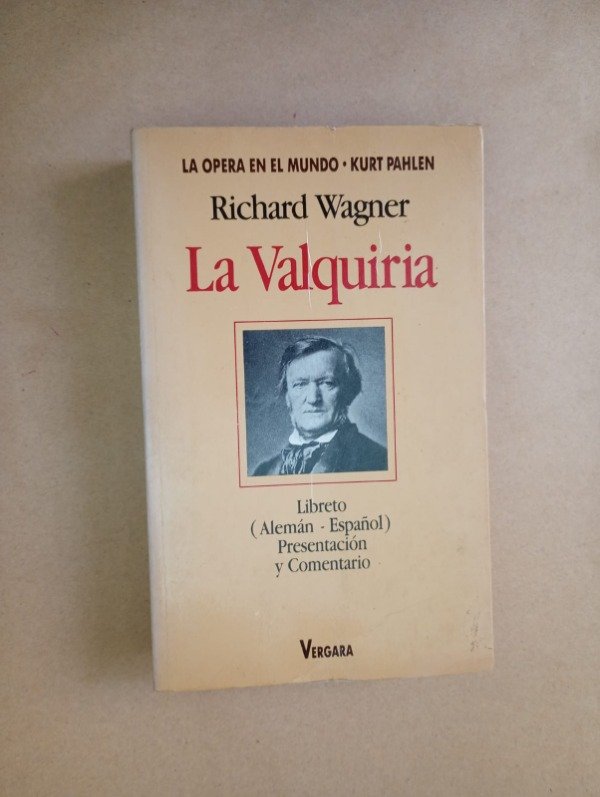 LA OPERA EN EL MUNDO • KURT PAHLEN
Richard Wagner
La Valquiria
Libreto
(Alemán - Español)
Presentación
y Comentario
VERGARA